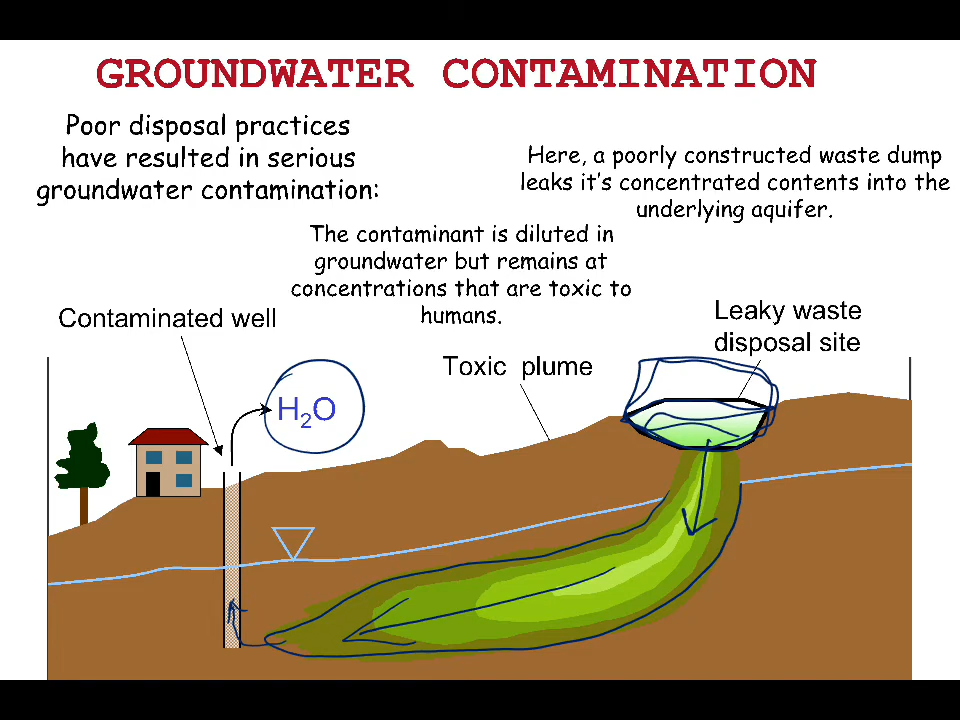 GROUNDWATER CONTAMINATION
Poor disposal practices
have resulted in serious
groundwater contamination:
Here, a poorly constructed waste dump
leaks it's concentrated contents into the
underlying aquifer.
The contaminant is diluted in
groundwater but remains at
concentrations that are toxic to
humans.
Contaminated well
Leaky waste
disposal site
Toxic plume
H₂O